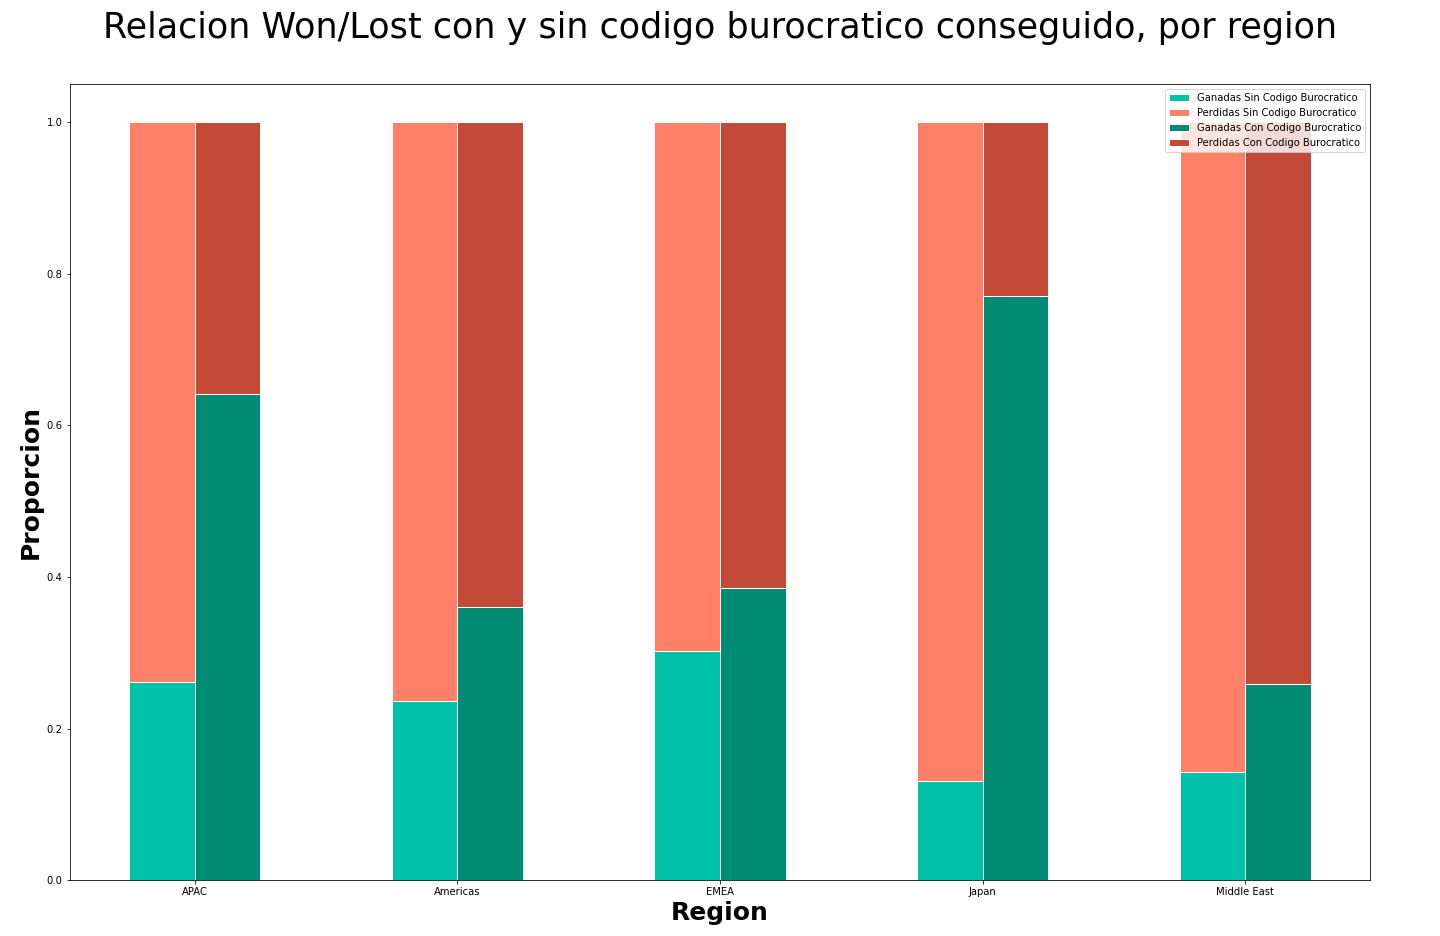 Relacion Won/Lost con y sin codigo burocratico conseguido, por region
Ganadas Sin Codigo Burocratico
Perdidas Sin Codigo Burocratico
Ganadas Con Codigo Burocratico
Perdidas Con Codigo Burocratico
Proporcion
1.0
0.8
0.6
0.4
0.2
0.0
APAC
Americas
EMEA
Japan
Middle East
Region